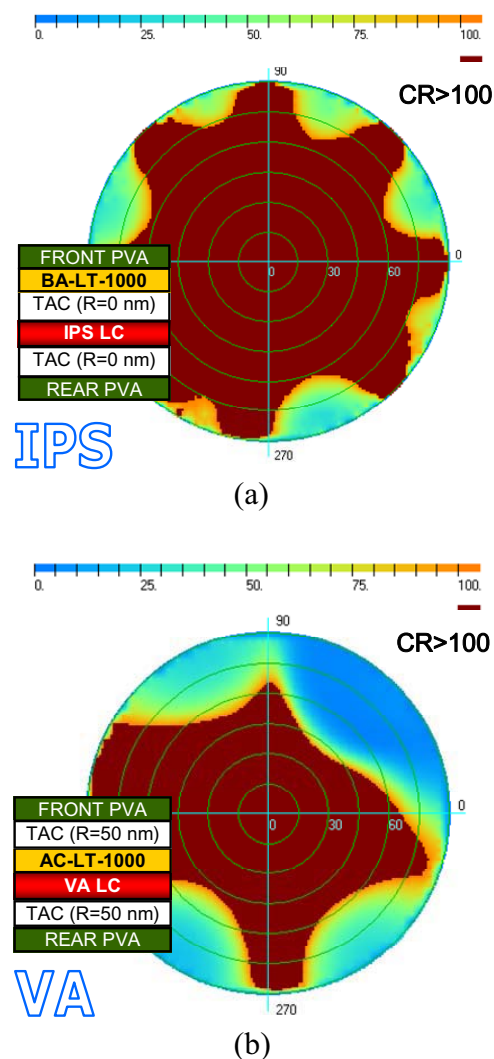 0. 25. 50. 75. 100.
90
CR>100
0
0 30 60
FRONT PVA
BA-LT-1000
TAC (R=0 nm)
IPS LC
TAC (R=0 nm)
REAR PVA
IPS
270
(a)
0. 25. 50. 75. 100.
90
CR>100
0
0 30 60
FRONT PVA
TAC (R=50 nm)
AC-LT-1000
VA LC
TAC (R=50 nm)
REAR PVA
VA
270
(b)